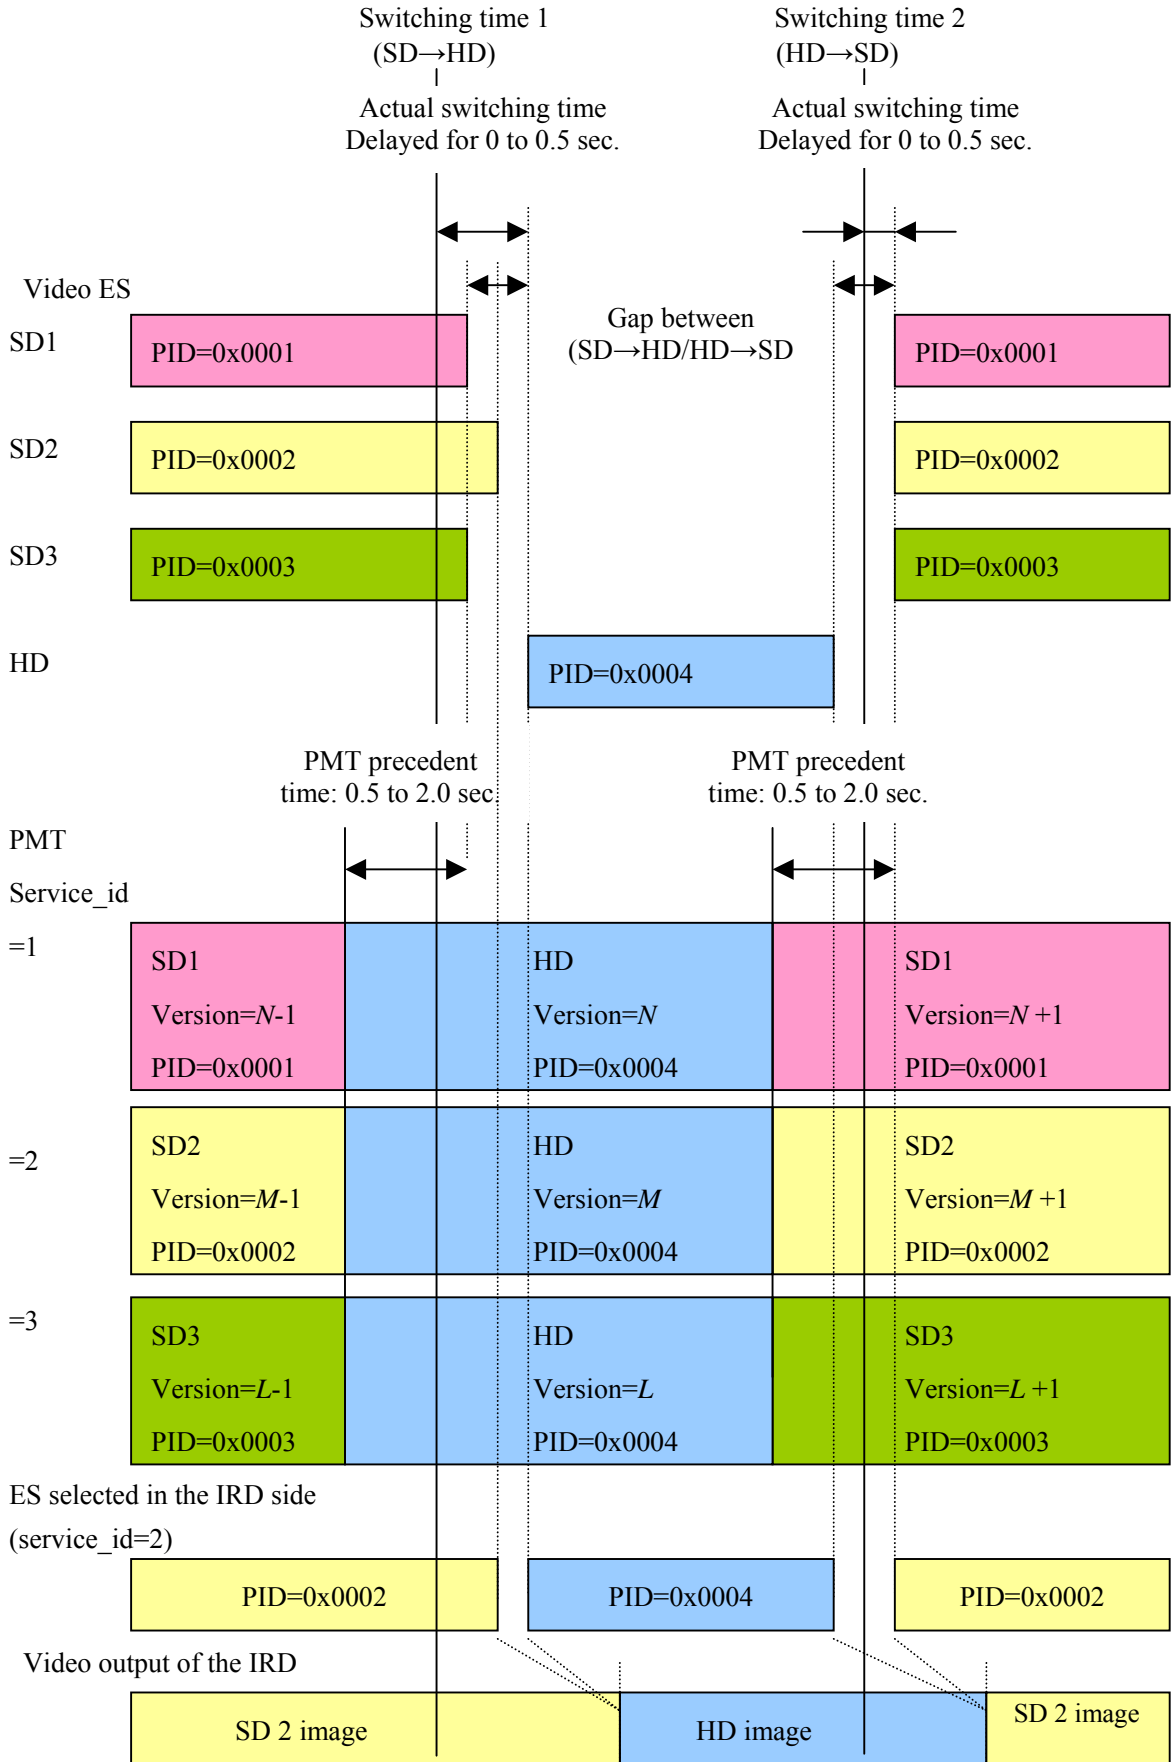 Switching time 1
(SD→HD)
Switching time 2
(HD→SD)
Actual switching time
Delayed for 0 to 0.5 sec.
Actual switching time
Delayed for 0 to 0.5 sec.
Video ES
SD1
PID=0x0001
Gap between
(SD→HD/HD→SD
PID=0x0001
SD2
PID=0x0002
PID=0x0002
SD3
PID=0x0003
PID=0x0003
HD
PID=0x0004
PMT precedent
time: 0.5 to 2.0 sec.
PMT precedent
time: 0.5 to 2.0 sec.
PMT
Service_id
=1
SD1
Version=N-1
PID=0x0001
HD
Version=N
PID=0x0004
SD1
Version=N +1
PID=0x0001
=2
SD2
Version=M-1
PID=0x0002
HD
Version=M
PID=0x0004
SD2
Version=M +1
PID=0x0002
=3
SD3
Version=L-1
PID=0x0003
HD
Version=L
PID=0x0004
SD3
Version=L +1
PID=0x0003
ES selected in the IRD side
(service_id=2)
PID=0x0002
PID=0x0004
PID=0x0002
Video output of the IRD
SD 2 image
HD image
SD 2 image